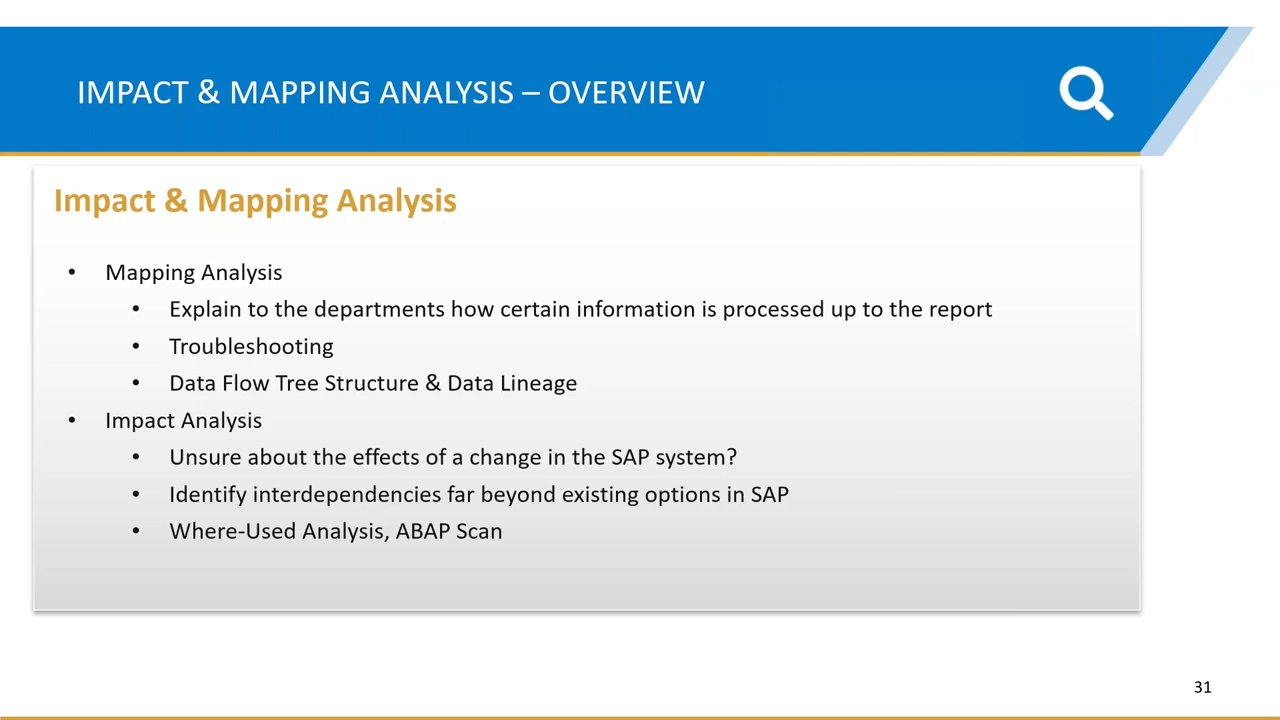 IMPACT & MAPPING ANALYSIS – OVERVIEW
Impact & Mapping Analysis
• Mapping Analysis
• Explain to the departments how certain information is processed up to the report
• Troubleshooting
• Data Flow Tree Structure & Data Lineage
• Impact Analysis
• Unsure about the effects of a change in the SAP system?
• Identify interdependencies far beyond existing options in SAP
• Where-Used Analysis, ABAP Scan
31